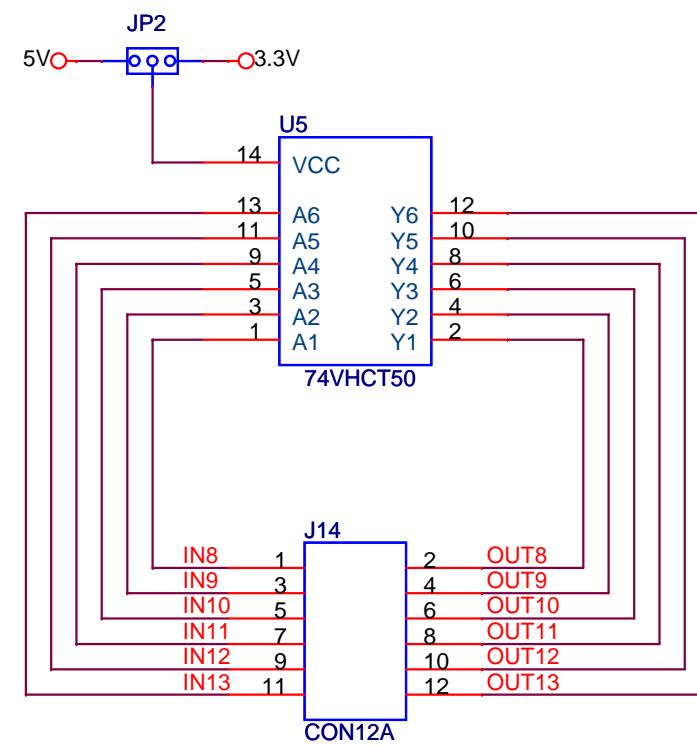 JP2
5V 3.3V
U5
14 VCC
13 A6 Y6 12
11 A5 Y5 10
9 A4 Y4 8
5 A3 Y3 6
3 A2 Y2 4
1 A1 Y1 2
74VHCT50
J14
IN8 1 2 OUT8
IN9 3 4 OUT9
IN10 5 6 OUT10
IN11 7 8 OUT11
IN12 9 10 OUT12
IN13 11 12 OUT13
CON12A